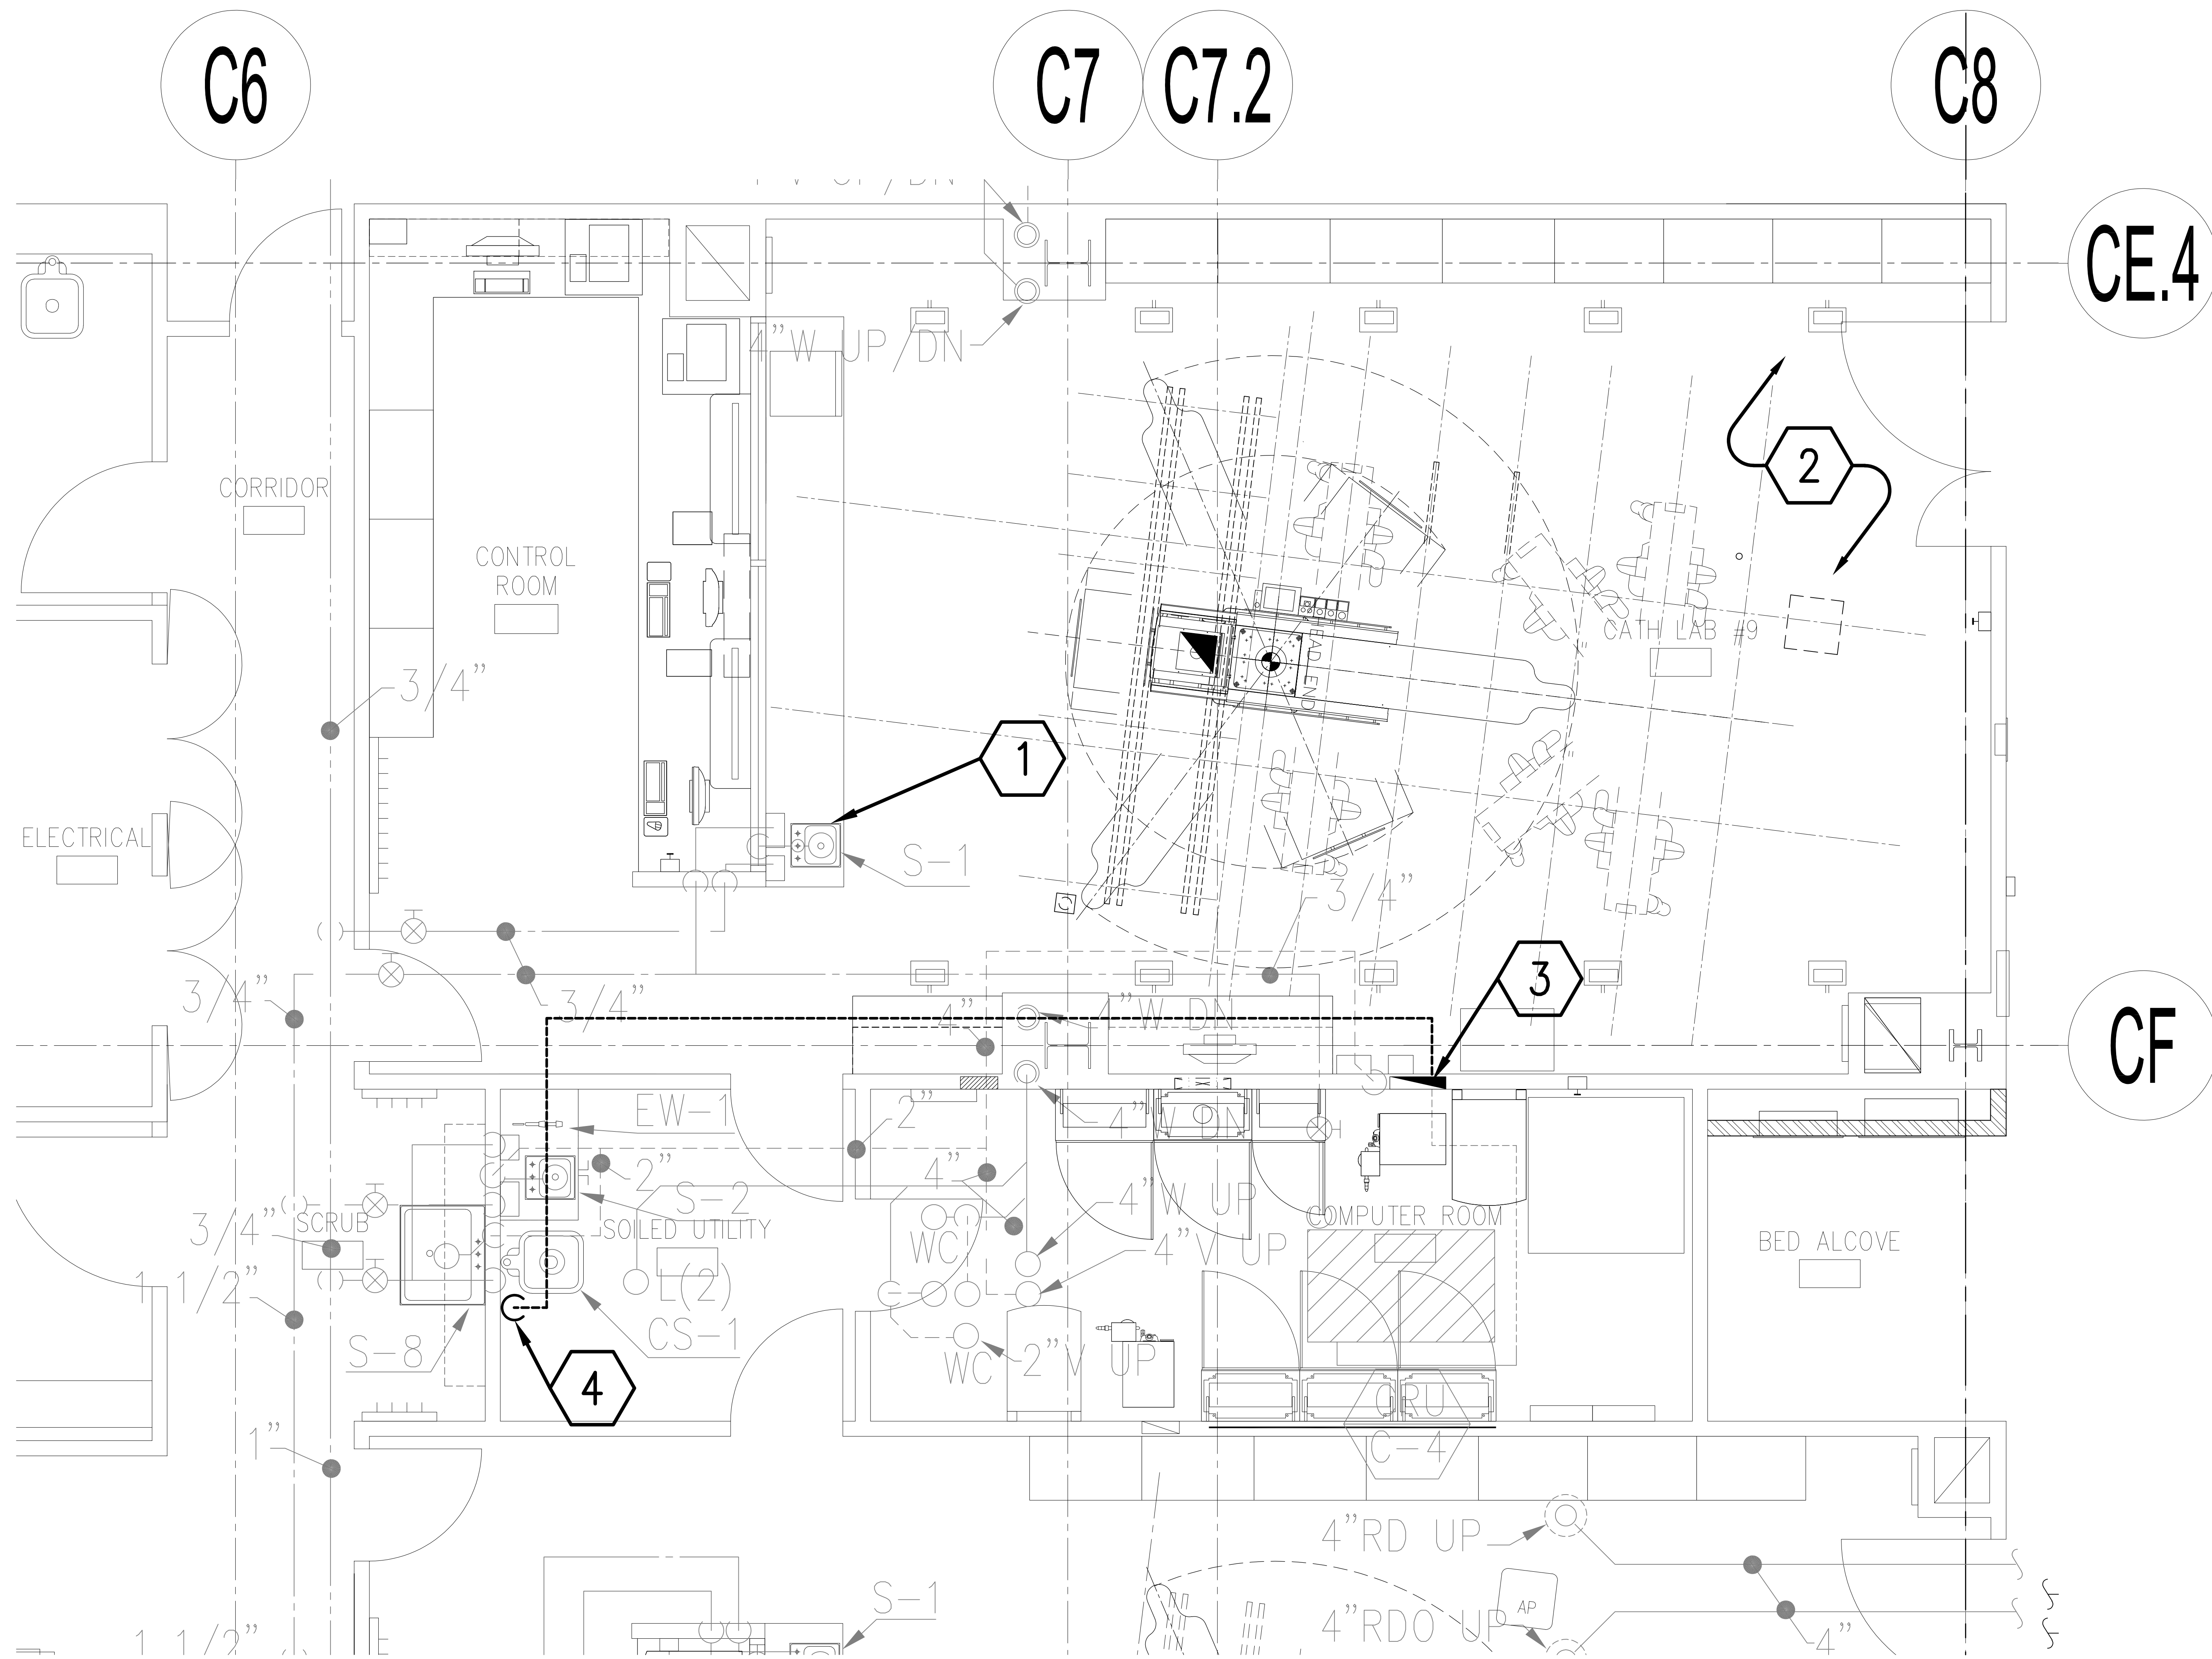 C6
C7
C7.2
C8
CE.4
4"W UP/DN
CORRIDOR
2
CONTROL
ROOM
CATH LAB #9
HEAD END
3/4"
1
ELECTRICAL
S-1
3/4"
3/4"
3/4"
3
4"
4"W DN
CF
EW-1
2"
4"V DN
2"
S-2
4"
4"W UP
3/4"
SCRUB
SOILED UTILITY
WC
COMPUTER ROOM
4"V UP
BED ALCOVE
1 1/2"
L(2)
S-8
CS-1
WC
2"V UP
4
CRU
C-4
1"
4"RD UP
S-1
AP
4"RDO UP
1 1/2"
4"